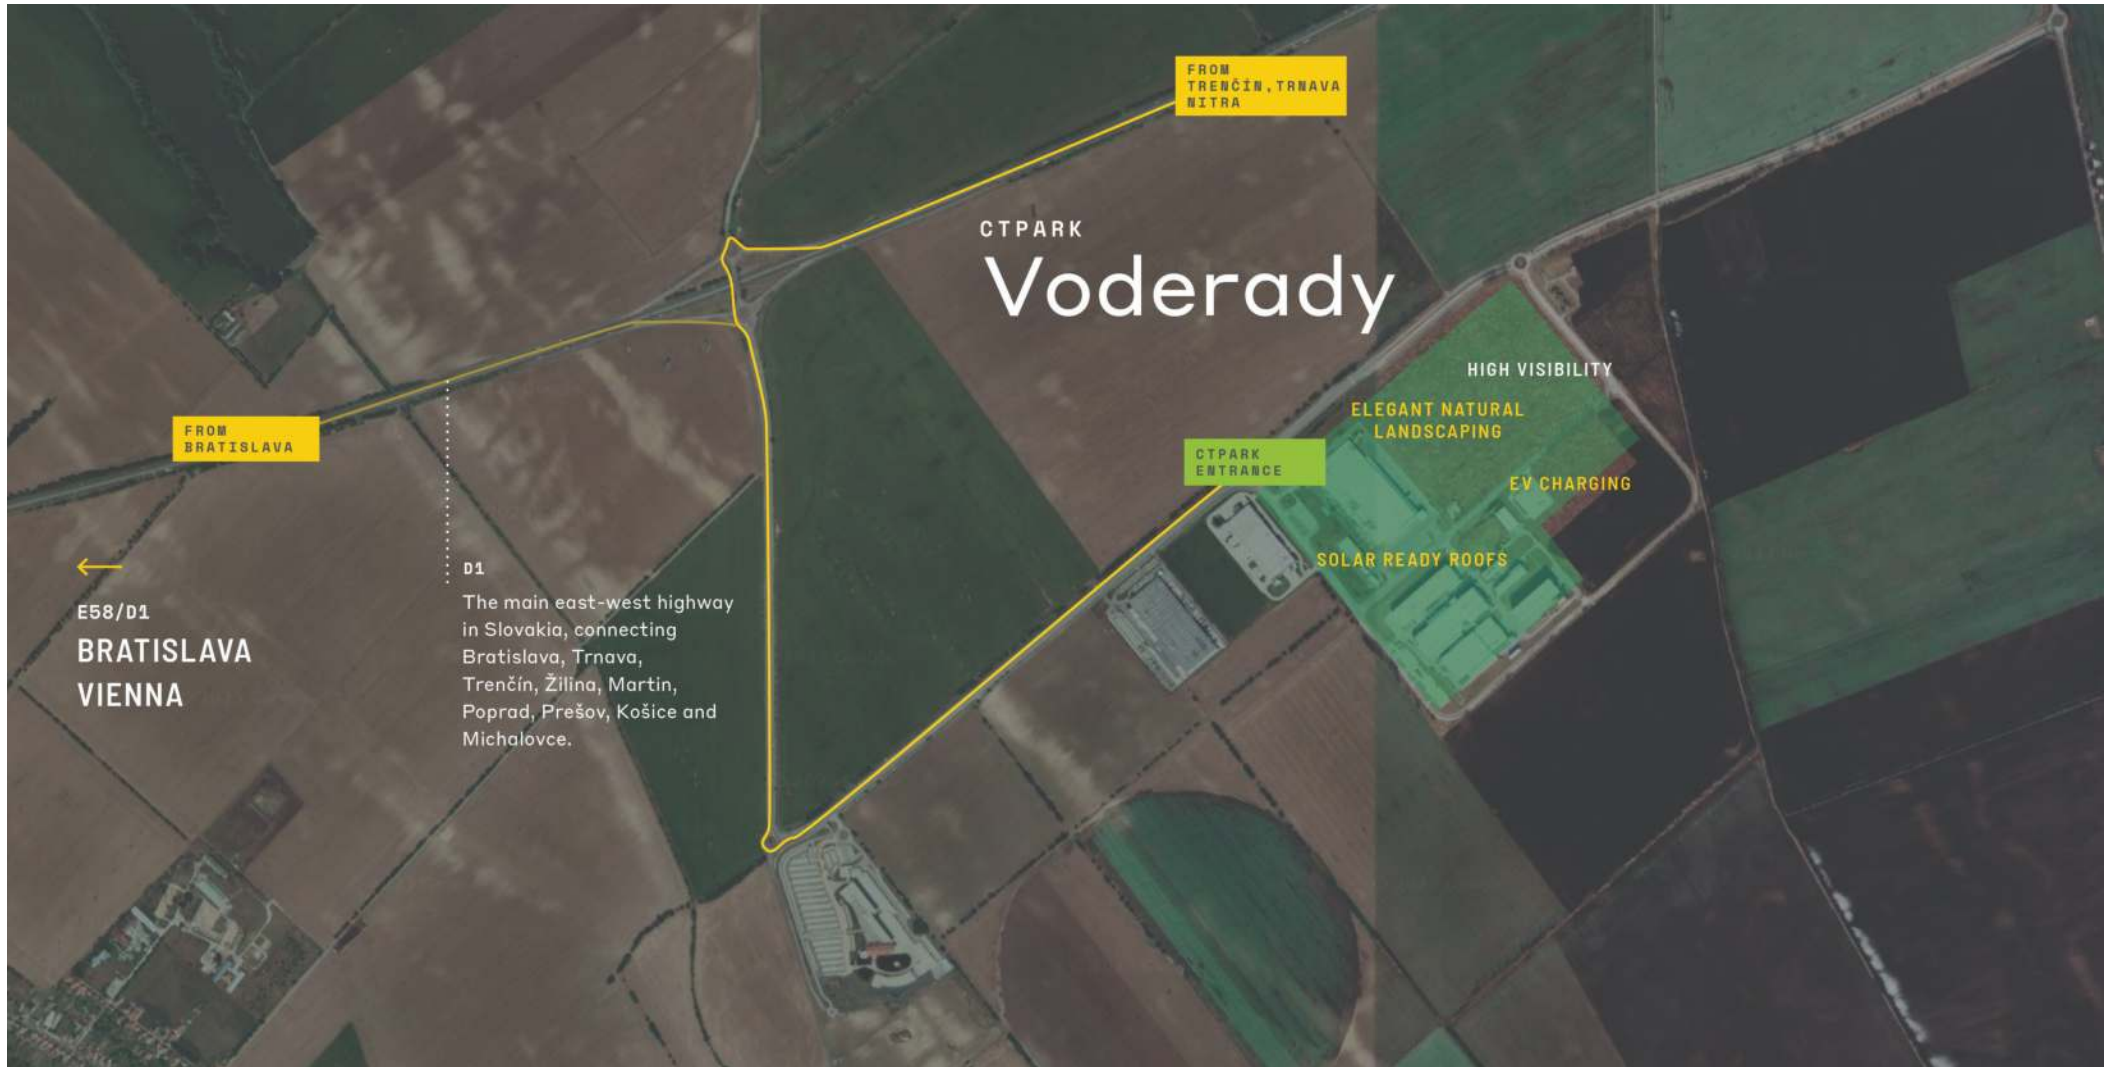 FROM
TRENČÍN, TRNAVA
NITRA
CTPARK
Voderady
HIGH VISIBILITY
ELEGANT NATURAL
LANDSCAPING
FROM
BRATISLAVA
CTPARK
ENTRANCE
EV CHARGING
SOLAR READY ROOFS
E58/D1
BRATISLAVA
VIENNA
D1
The main east-west highway
in Slovakia, connecting
Bratislava, Trnava,
Trenčín, Žilina, Martin,
Poprad, Prešov, Košice and
Michalovce.